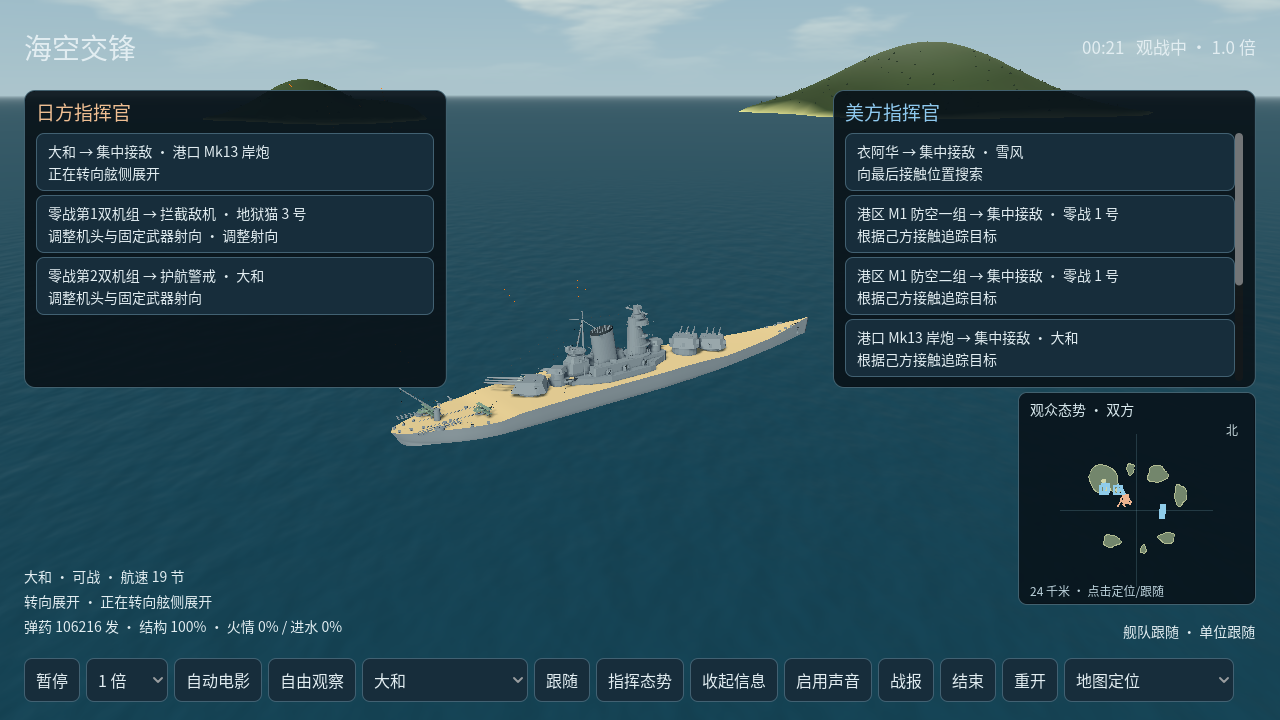 海空交锋
00:21 观战中 · 1.0 倍
日方指挥官
大和 → 集中接敌 · 港口 Mk13 岸炮
正在转向舷侧展开
零战第1双机组 → 拦截敌机 · 地狱猫 3 号
调整机头与固定武器射向 · 调整射向
零战第2双机组 → 护航警戒 · 大和
调整机头与固定武器射向
美方指挥官
衣阿华 → 集中接敌 · 雪风
向最后接触位置搜索
港区 M1 防空一组 → 集中接敌 · 零战 1 号
根据己方接触追踪目标
港区 M1 防空二组 → 集中接敌 · 零战 1 号
根据己方接触追踪目标
港口 Mk13 岸炮 → 集中接敌 · 大和
根据己方接触追踪目标
观众态势 · 双方
北
24 千米 · 点击定位/跟随
大和 · 可战 · 航速 19 节
转向展开 · 正在转向舷侧展开
弹药 106216 发 · 结构 100% · 火情 0% / 进水 0%
舰队跟随 · 单位跟随
暂停
1 倍
自动电影
自由观察
大和
跟随
指挥态势
收起信息
启用声音
战报
结束
重开
地图定位